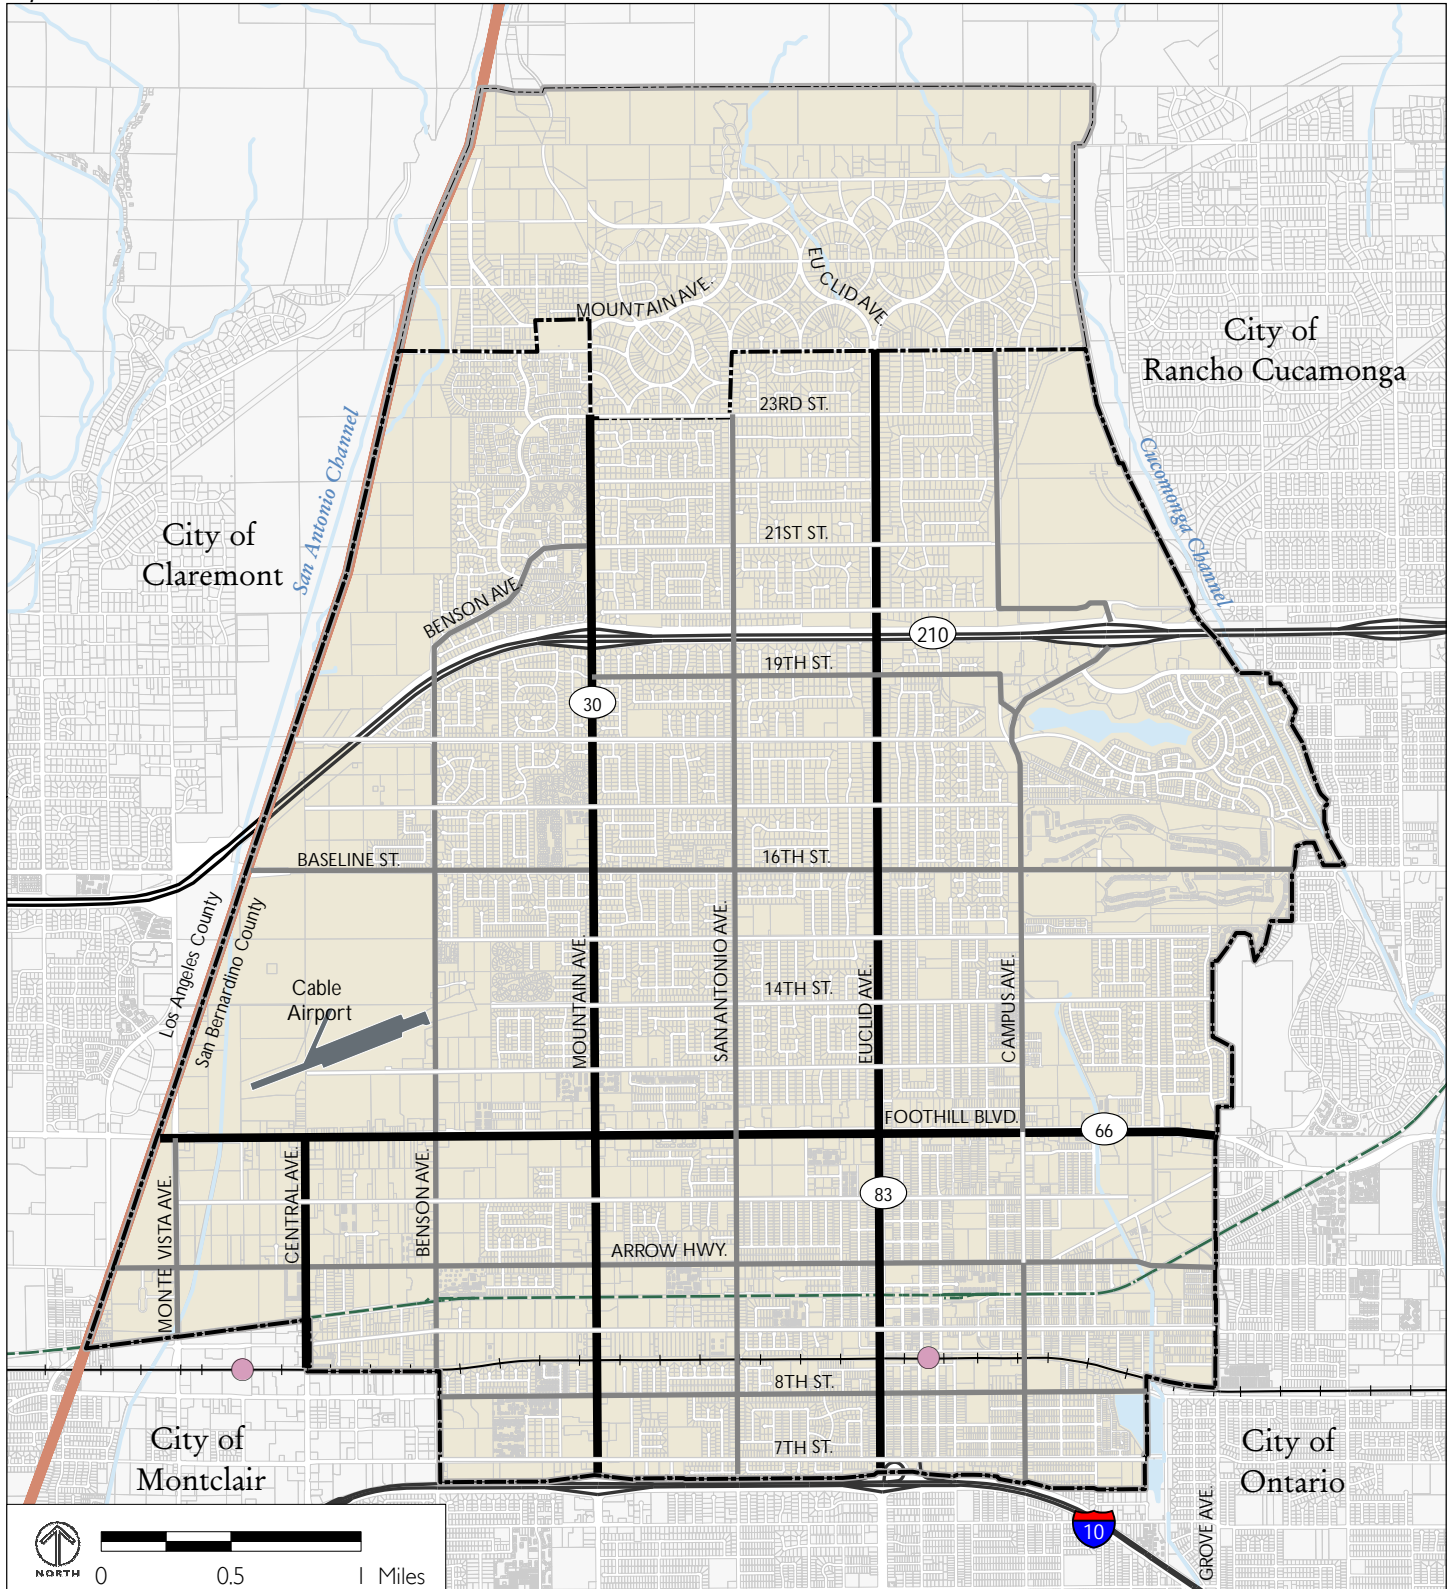 MOUNTAIN AVE.
EUCLID AVE.
City of
Rancho Cucamonga
23RD ST.
San Antonio Channel
Cucomonga Channel
City of
Claremont
21ST ST.
BENSON AVE.
210
19TH ST.
30
BASELINE ST.
16TH ST.
Los Angeles County
San Bernardino County
Cable
Airport
MOUNTAIN AVE.
SAN ANTONIO AVE.
14TH ST.
EUCLID AVE.
CAMPUS AVE.
FOOTHILL BLVD.
66
MONTE VISTA AVE.
CENTRAL AVE.
BENSON AVE.
83
ARROW HWY.
8TH ST.
City of
Montclair
7TH ST.
City of
Ontario
GROVE AVE.
10
NORTH
0 0.5 1 Miles